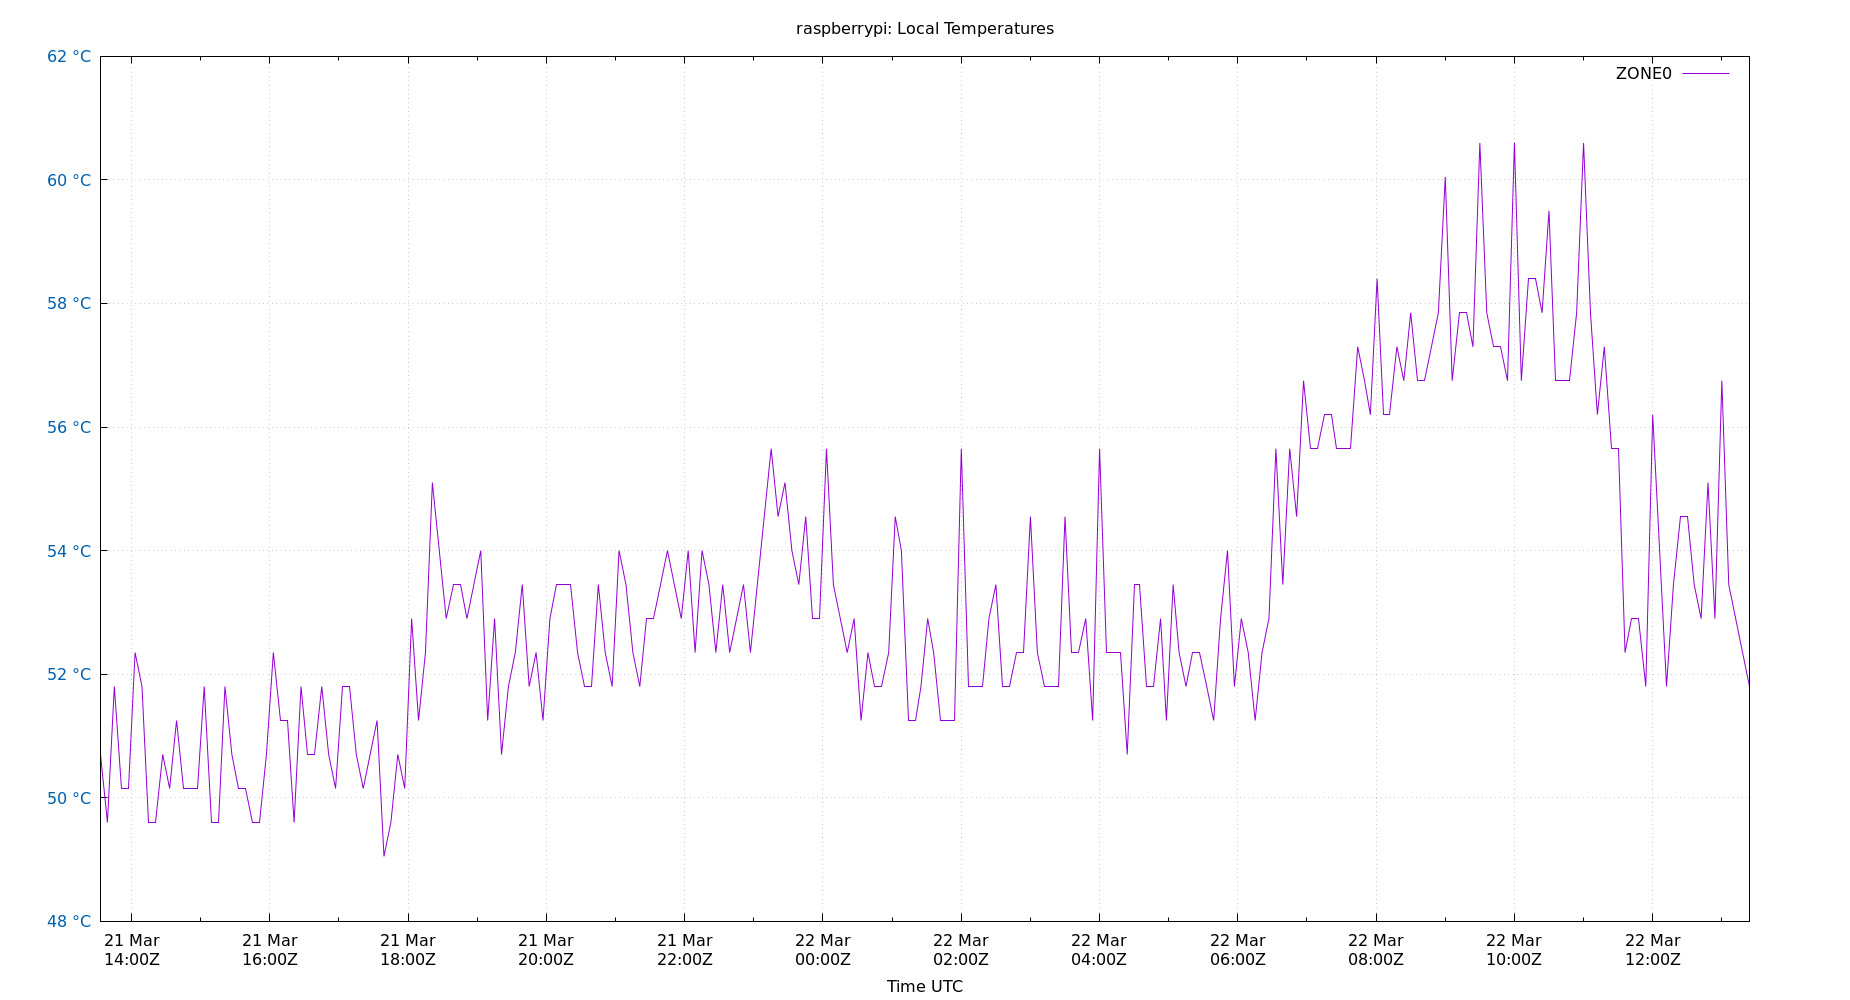 raspberrypi: Local Temperatures
ZONE0
62 °C
60 °C
58 °C
56 °C
54 °C
52 °C
50 °C
48 °C
21 Mar 21 Mar 21 Mar 21 Mar 21 Mar 22 Mar 22 Mar 22 Mar 22 Mar 22 Mar 22 Mar 22 Mar
14:00Z 16:00Z 18:00Z 20:00Z 22:00Z 00:00Z 02:00Z 04:00Z 06:00Z 08:00Z 10:00Z 12:00Z
Time UTC